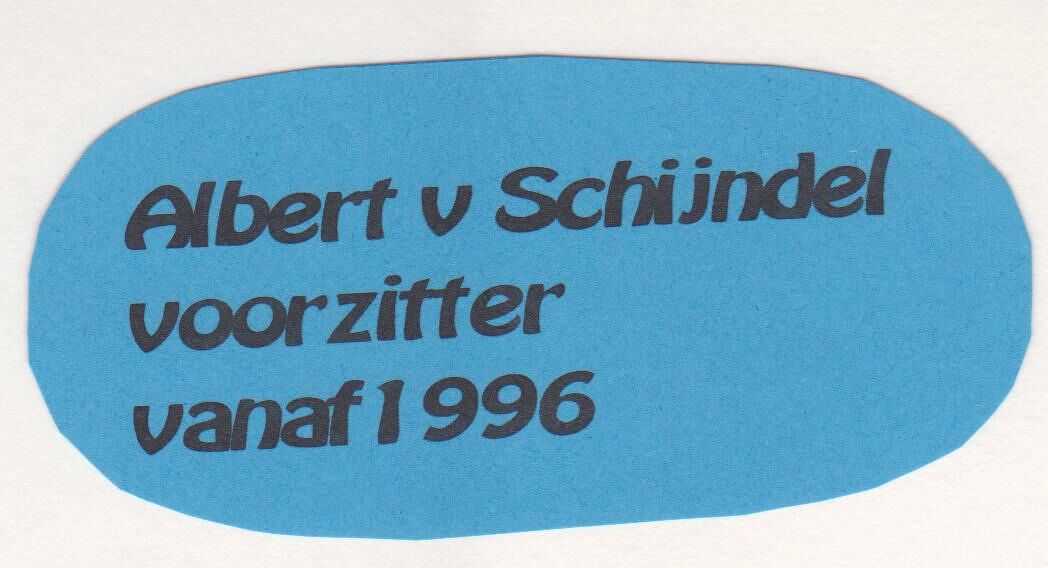 Albert v Schijndel
voorzitter
vanaf 1996